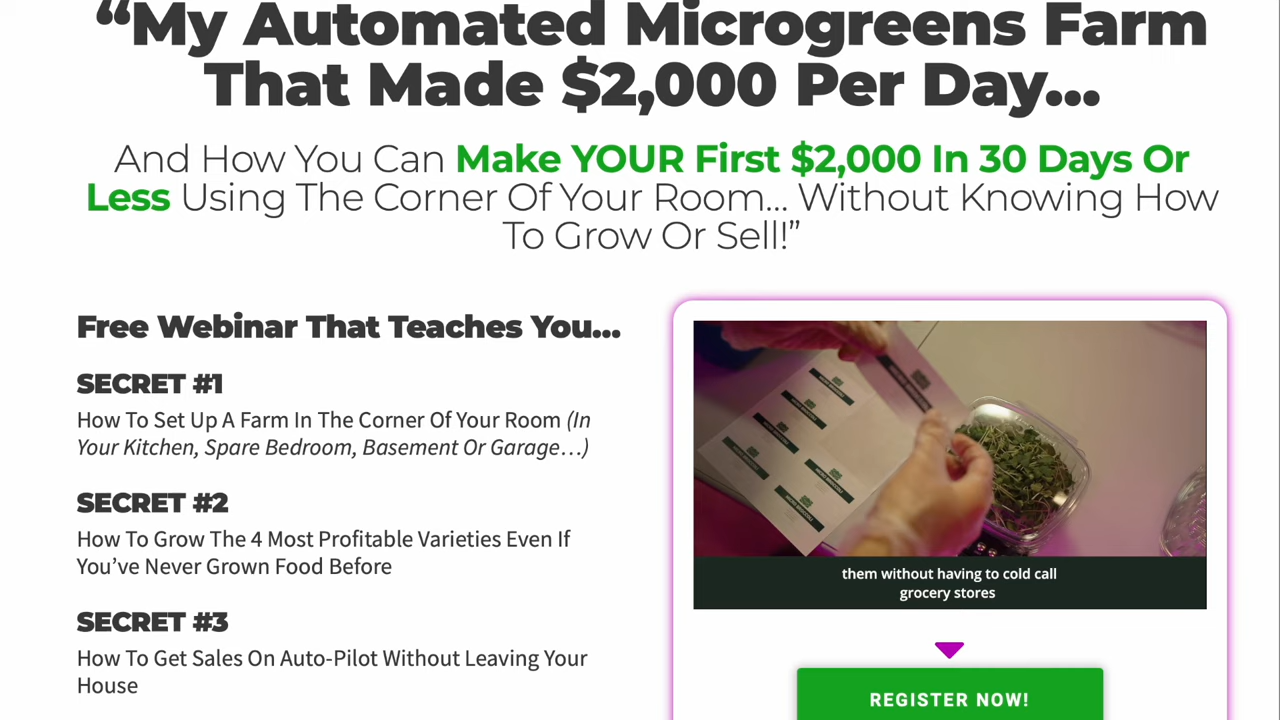 “My Automated Microgreens Farm
That Made $2,000 Per Day...
And How You Can Make YOUR First $2,000 In 30 Days Or
Less Using The Corner Of Your Room... Without Knowing How
To Grow Or Sell!”
Free Webinar That Teaches You...
SECRET #1
How To Set Up A Farm In The Corner Of Your Room (In
Your Kitchen, Spare Bedroom, Basement Or Garage…)
SECRET #2
How To Grow The 4 Most Profitable Varieties Even If
You’ve Never Grown Food Before
SECRET #3
How To Get Sales On Auto-Pilot Without Leaving Your
House
them without having to cold call
grocery stores
REGISTER NOW!